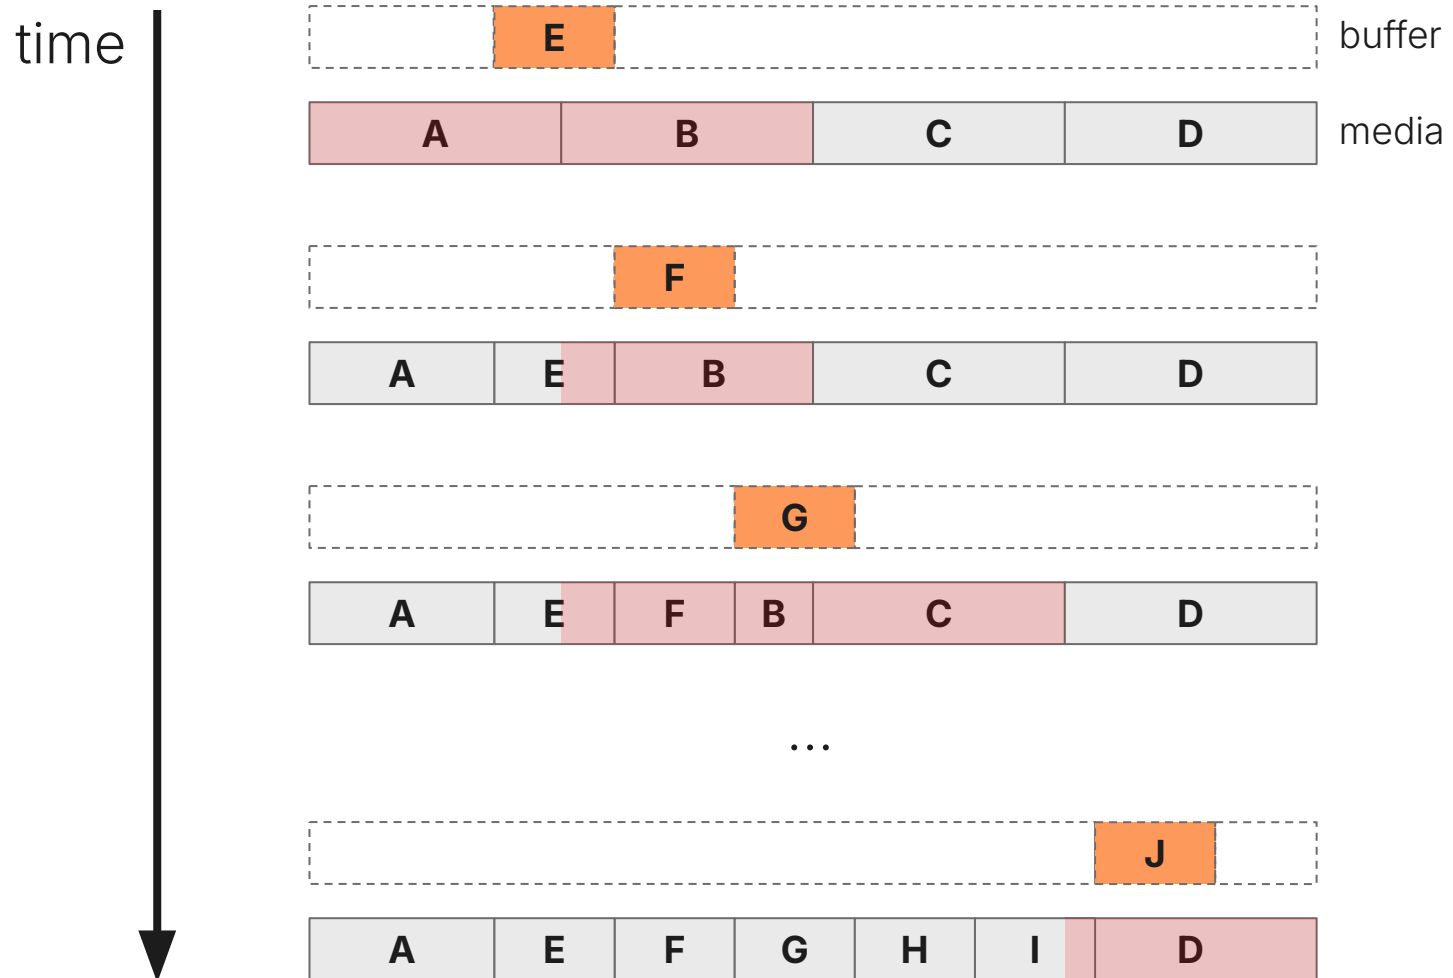 time
E
buffer
A B C D
media
F
A E B C D
G
A E F B C D
...
J
A E F G H I D